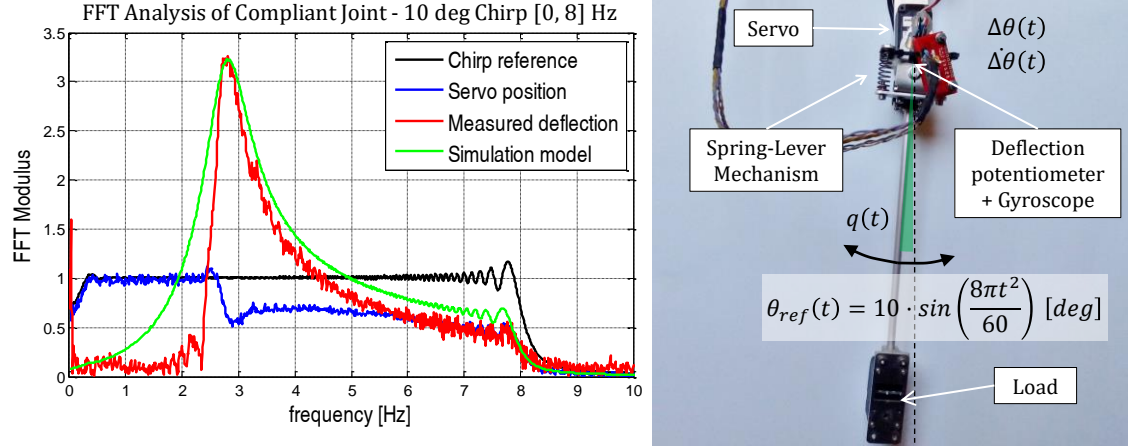 FFT Analysis of Compliant Joint - 10 deg Chirp [0, 8] Hz
3.5
3
2.5
2
1.5
1
0.5
0
FFT Modulus
Chirp reference
Servo position
Measured deflection
Simulation model
0 1 2 3 4 5 6 7 8 9 10
frequency [Hz]
Servo
Δθ(t)
Δθ̇(t)
Spring-Lever
Mechanism
Deflection
potentiometer
+ Gyroscope
q(t)
θ_ref(t) = 10 · sin(8πt²/60) [deg]
Load